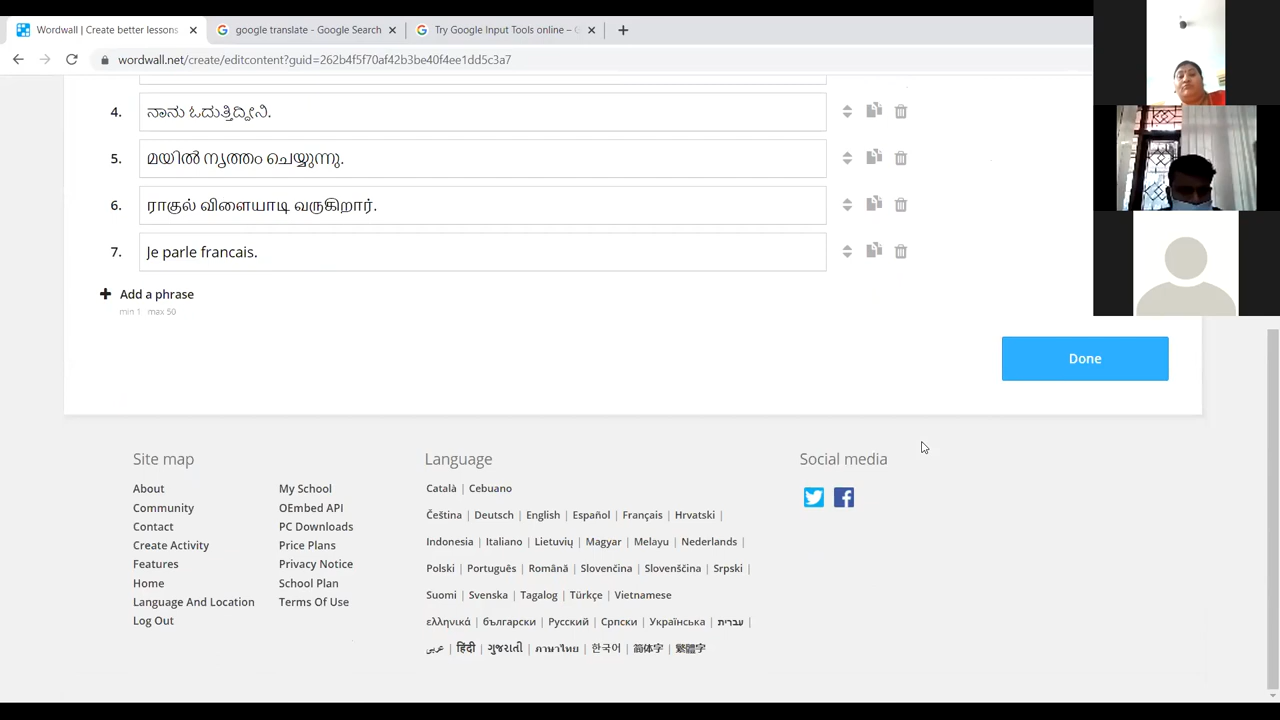 Wordwall | Create better lessons
google translate - Google Search
Try Google Input Tools online – G
wordwall.net/create/editcontent?guid=262b4f5f70af42b3be40f4ee1dd5c3a7
4. ನಾನು ಓದುತ್ತಿದ್ದೀನಿ.
5. മയിൽ നൃത്തം ചെയ്യുന്നു.
6. ராகுல் விளையாடி வருகிறார்.
7. Je parle francais.
Add a phrase
min 1 max 50
Done
Site map
About
Community
Contact
Create Activity
Features
Home
Language And Location
Log Out
My School
OEmbed API
PC Downloads
Price Plans
Privacy Notice
School Plan
Terms Of Use
Language
Català | Cebuano
Čeština | Deutsch | English | Español | Français | Hrvatski |
Indonesia | Italiano | Lietuvių | Magyar | Melayu | Nederlands |
Polski | Português | Română | Slovenčina | Slovenščina | Srpski |
Suomi | Svenska | Tagalog | Türkçe | Vietnamese
ελληνικά | български | Русский | Српски | Українська | עברית |
عربى | हिंदी | ગુજરાતી | ภาษาไทย | 한국어 | 简体字 | 繁體字
Social media